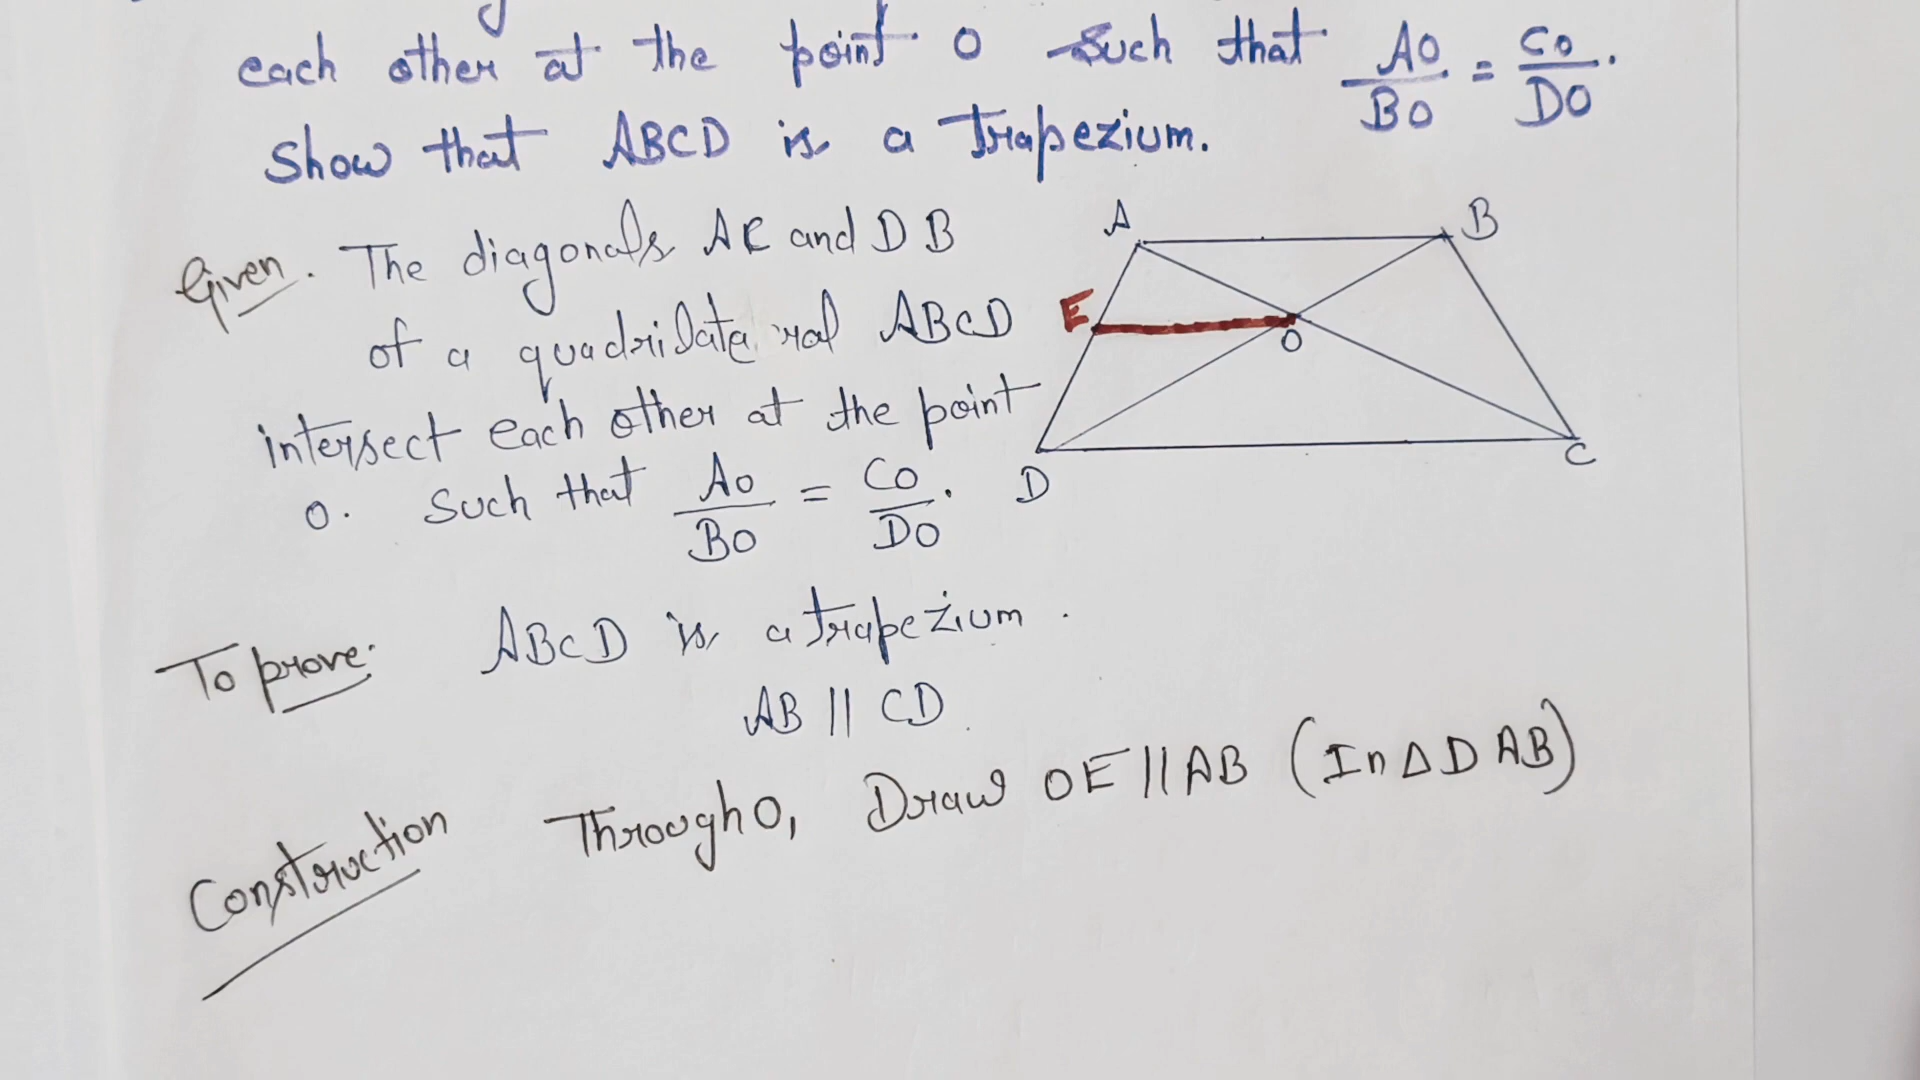 each other at the point O such that AO/BO = CO/DO.
Show that ABCD is a Trapezium.
Given. The diagonals AC and DB
of a quadrilateral ABCD
intersect each other at the point
O. Such that AO/BO = CO/DO.
A
B
E
O
D
C
To prove: ABCD is a trapezium.
AB || CD.
Construction Through O, Draw OE || AB (In Δ DAB)